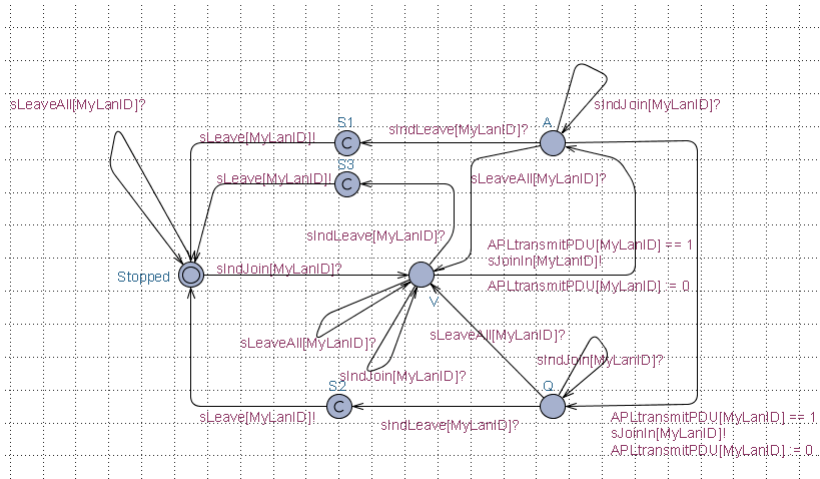 sLeaveAll[MyLanID]?
sIndJoin[MyLanID]?
S1
sIndLeave[MyLanID]?
A
sLeave[MyLanID]!
C
S3
sLeave[MyLanID]!
C
sLeaveAll[MyLanID]?
sIndLeave[MyLanID]?
APLtransmitPDU[MyLanID] == 1
sJoinIn[MyLanID]!
APLtransmitPDU[MyLanID] := 0
Stopped
sIndJoin[MyLanID]?
V
sLeaveAll[MyLanID]?
sLeaveAll[MyLanID]?
sIndJoin[MyLanID]?
sIndJoin[MyLanID]?
S2
Q
C
sLeave[MyLanID]!
sIndLeave[MyLanID]?
APLtransmitPDU[MyLanID] == 1
sJoinIn[MyLanID]!
APLtransmitPDU[MyLanID] := 0